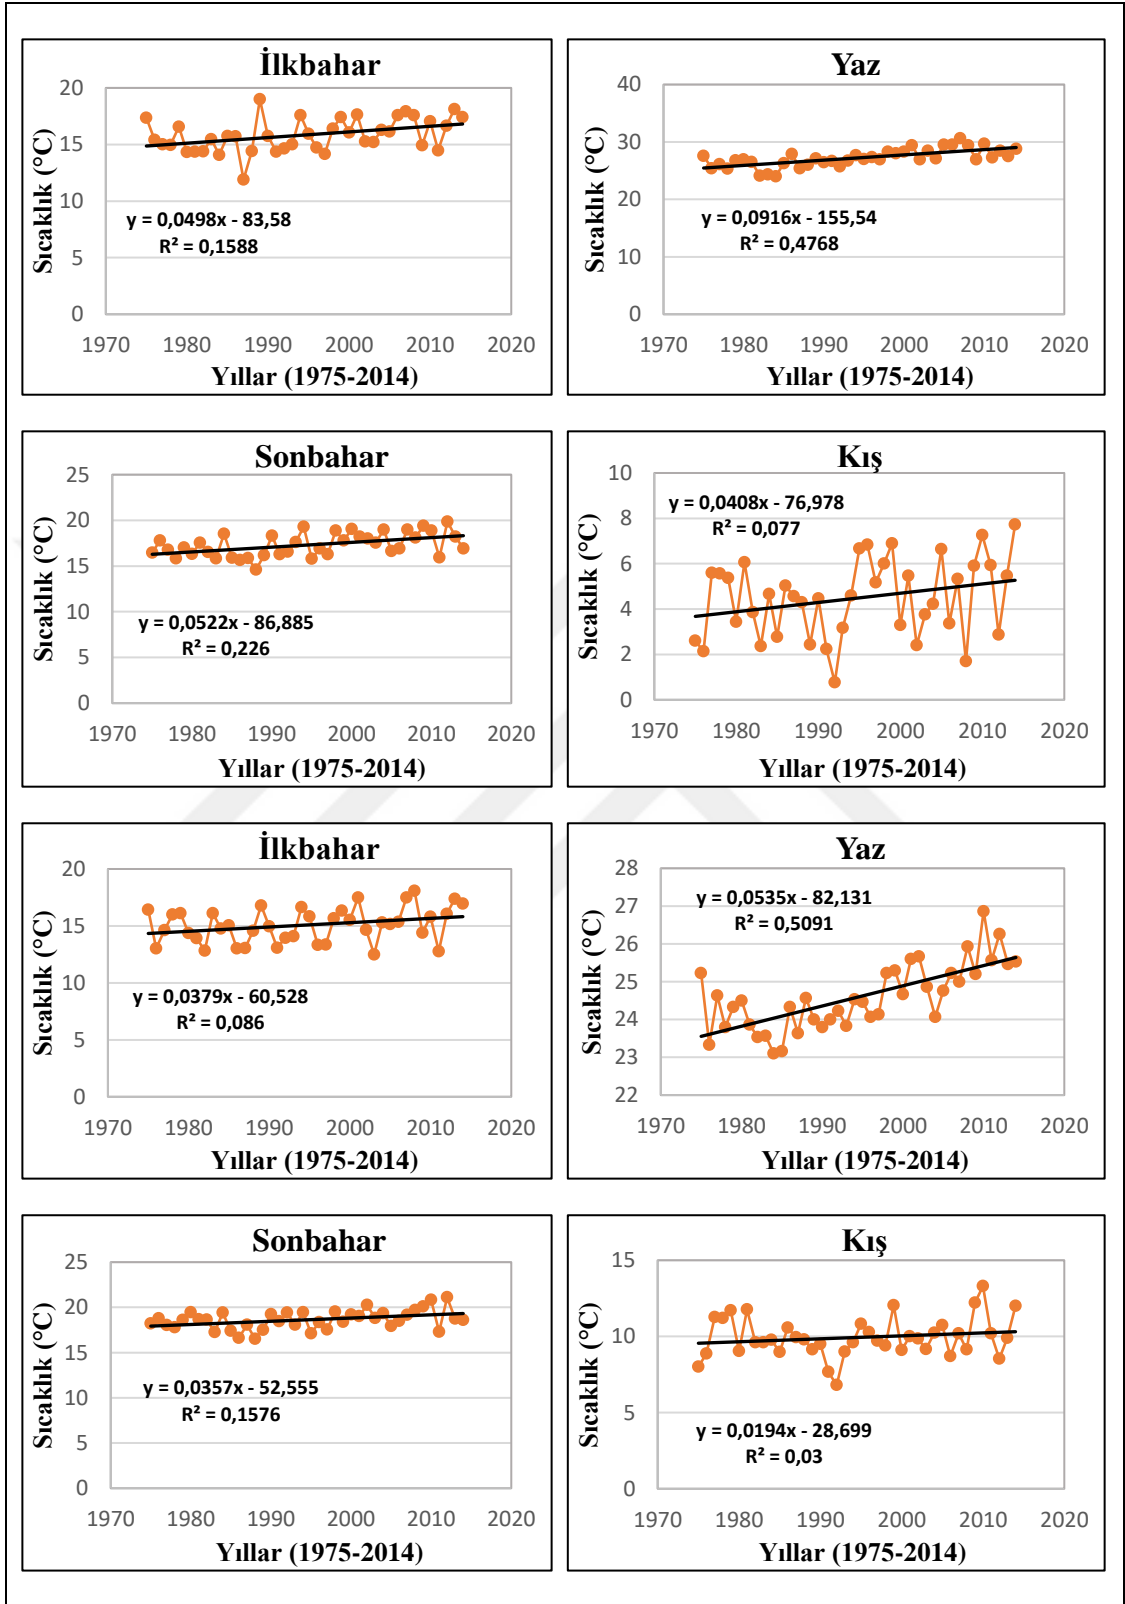 İlkbahar
20
15
10
5
0
Sıcaklık (°C)
y = 0,0498x - 83,58
R² = 0,1588
1970 1980 1990 2000 2010 2020
Yıllar (1975-2014)
Yaz
40
30
20
10
0
Sıcaklık (°C)
y = 0,0916x - 155,54
R² = 0,4768
1970 1980 1990 2000 2010 2020
Yıllar (1975-2014)
Sonbahar
25
20
15
10
5
0
Sıcaklık (°C)
y = 0,0522x - 86,885
R² = 0,226
1970 1980 1990 2000 2010 2020
Yıllar (1975-2014)
Kış
10
8
6
4
2
0
Sıcaklık (°C)
y = 0,0408x - 76,978
R² = 0,077
1970 1980 1990 2000 2010 2020
Yıllar (1975-2014)
İlkbahar
20
15
10
5
0
Sıcaklık (°C)
y = 0,0379x - 60,528
R² = 0,086
1970 1980 1990 2000 2010 2020
Yıllar (1975-2014)
Yaz
28
27
26
25
24
23
22
Sıcaklık (°C)
y = 0,0535x - 82,131
R² = 0,5091
1970 1980 1990 2000 2010 2020
Yıllar (1975-2014)
Sonbahar
25
20
15
10
5
0
Sıcaklık (°C)
y = 0,0357x - 52,555
R² = 0,1576
1970 1980 1990 2000 2010 2020
Yıllar (1975-2014)
Kış
15
10
5
0
Sıcaklık (°C)
y = 0,0194x - 28,699
R² = 0,03
1970 1980 1990 2000 2010 2020
Yıllar (1975-2014)